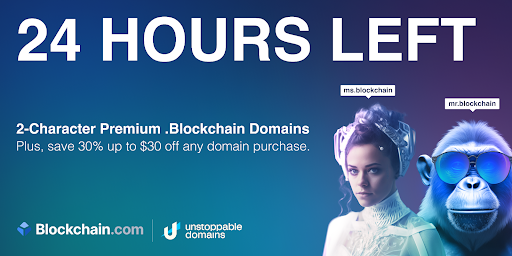 24 HOURS LEFT
ms.blockchain
mr.blockchain
2-Character Premium .Blockchain Domains
Plus, save 30% up to $30 off any domain purchase.
Blockchain.com
unstoppable
domains